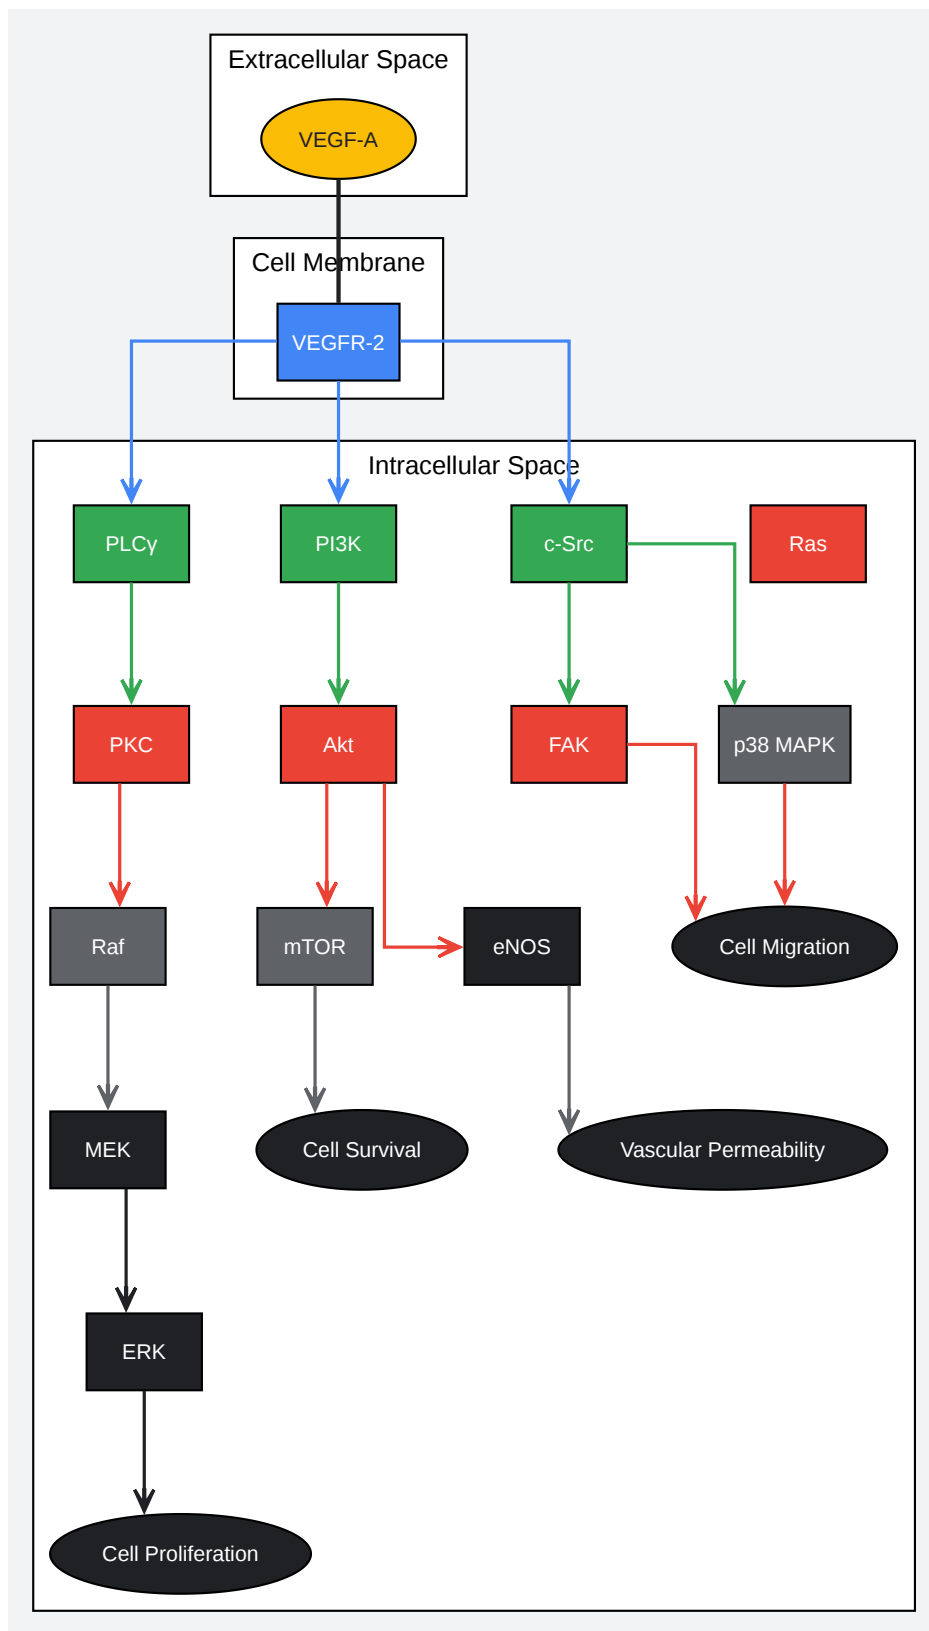 Extracellular Space
VEGF-A
Cell Membrane
VEGFR-2
Intracellular Space
PLCγ
PI3K
c-Src
Ras
PKC
Akt
FAK
p38 MAPK
Raf
mTOR
eNOS
Cell Migration
MEK
Cell Survival
Vascular Permeability
ERK
Cell Proliferation